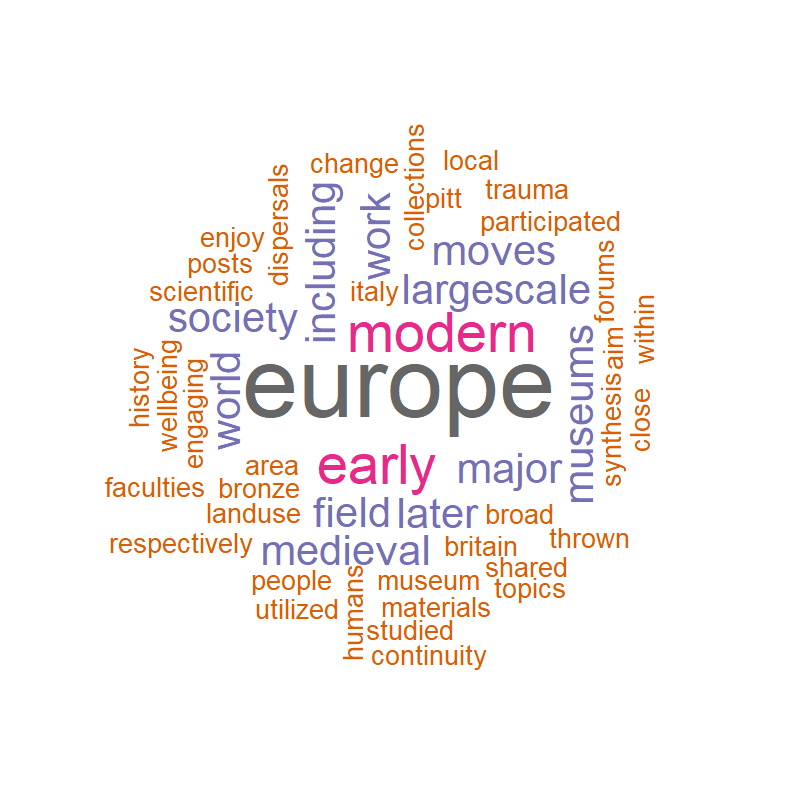 change
local
collections
dispersals
pitt
trauma
including
work
participated
enjoy
moves
posts
forums
scientific
italy
largescale
society
modern
within
museums
aim
history
wellbeing
engaging
world
europe
synthesis
close
area
early
major
faculties
bronze
landuse
field
later
broad
respectively
medieval
britain
thrown
people
humans
museum
shared
topics
utilized
materials
studied
continuity